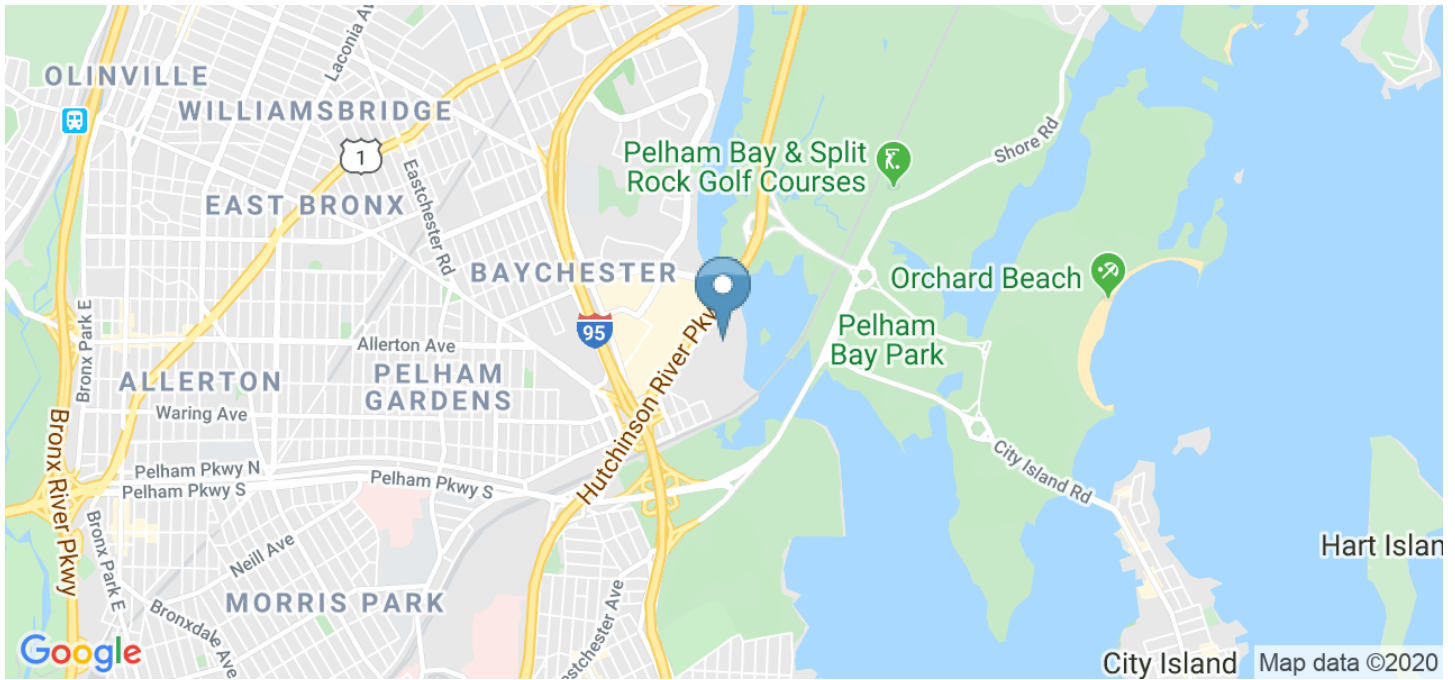 OLINVILLE
Laconia Av
WILLIAMSBRIDGE
1
Eastchester Rd
EAST BRONX
Pelham Bay & Split
Rock Golf Courses
Shore Rd
BAYCHESTER
Orchard Beach
95
Hutchinson River Pkw
Pelham
Bay Park
Bronx Park E
Allerton Ave
ALLERTON
PELHAM
GARDENS
Waring Ave
Bronx River Pkwy
Pelham Pkwy N
Pelham Pkwy S
Pelham Pkwy S
City Island Rd
Bronx Park E
Neill Ave
Hart Islan
MORRIS PARK
Bronxdale Ave
Eastchester Ave
Google
City Island
Map data ©2020